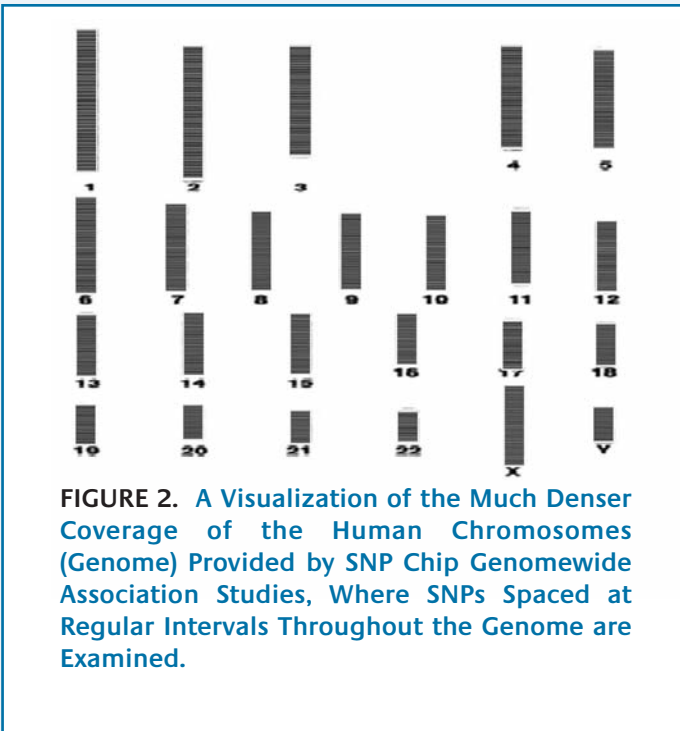 1 2 3 4 5
6 7 8 9 10 11 12
13 14 15 16 17 18
19 20 21 22 X Y
FIGURE 2. A Visualization of the Much Denser
Coverage of the Human Chromosomes
(Genome) Provided by SNP Chip Genomewide
Association Studies, Where SNPs Spaced at
Regular Intervals Throughout the Genome are
Examined.